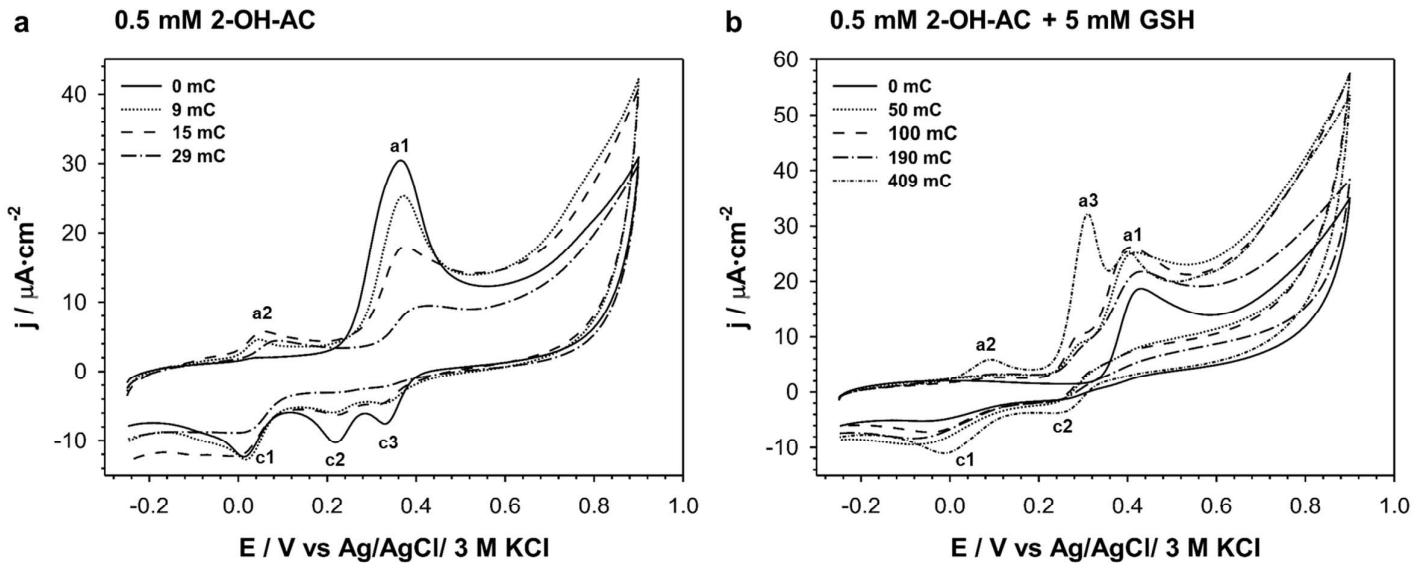 a 0.5 mM 2-OH-AC
0 mC
9 mC
15 mC
29 mC
a1
a2
c1
c2
c3
40
30
20
10
0
-10
-0.2 0.0 0.2 0.4 0.6 0.8 1.0
j / μA·cm⁻²
E / V vs Ag/AgCl/ 3 M KCl
b 0.5 mM 2-OH-AC + 5 mM GSH
0 mC
50 mC
100 mC
190 mC
409 mC
a3
a1
a2
c2
c1
60
50
40
30
20
10
0
-10
-0.2 0.0 0.2 0.4 0.6 0.8 1.0
j / μA·cm⁻²
E / V vs Ag/AgCl/ 3 M KCl